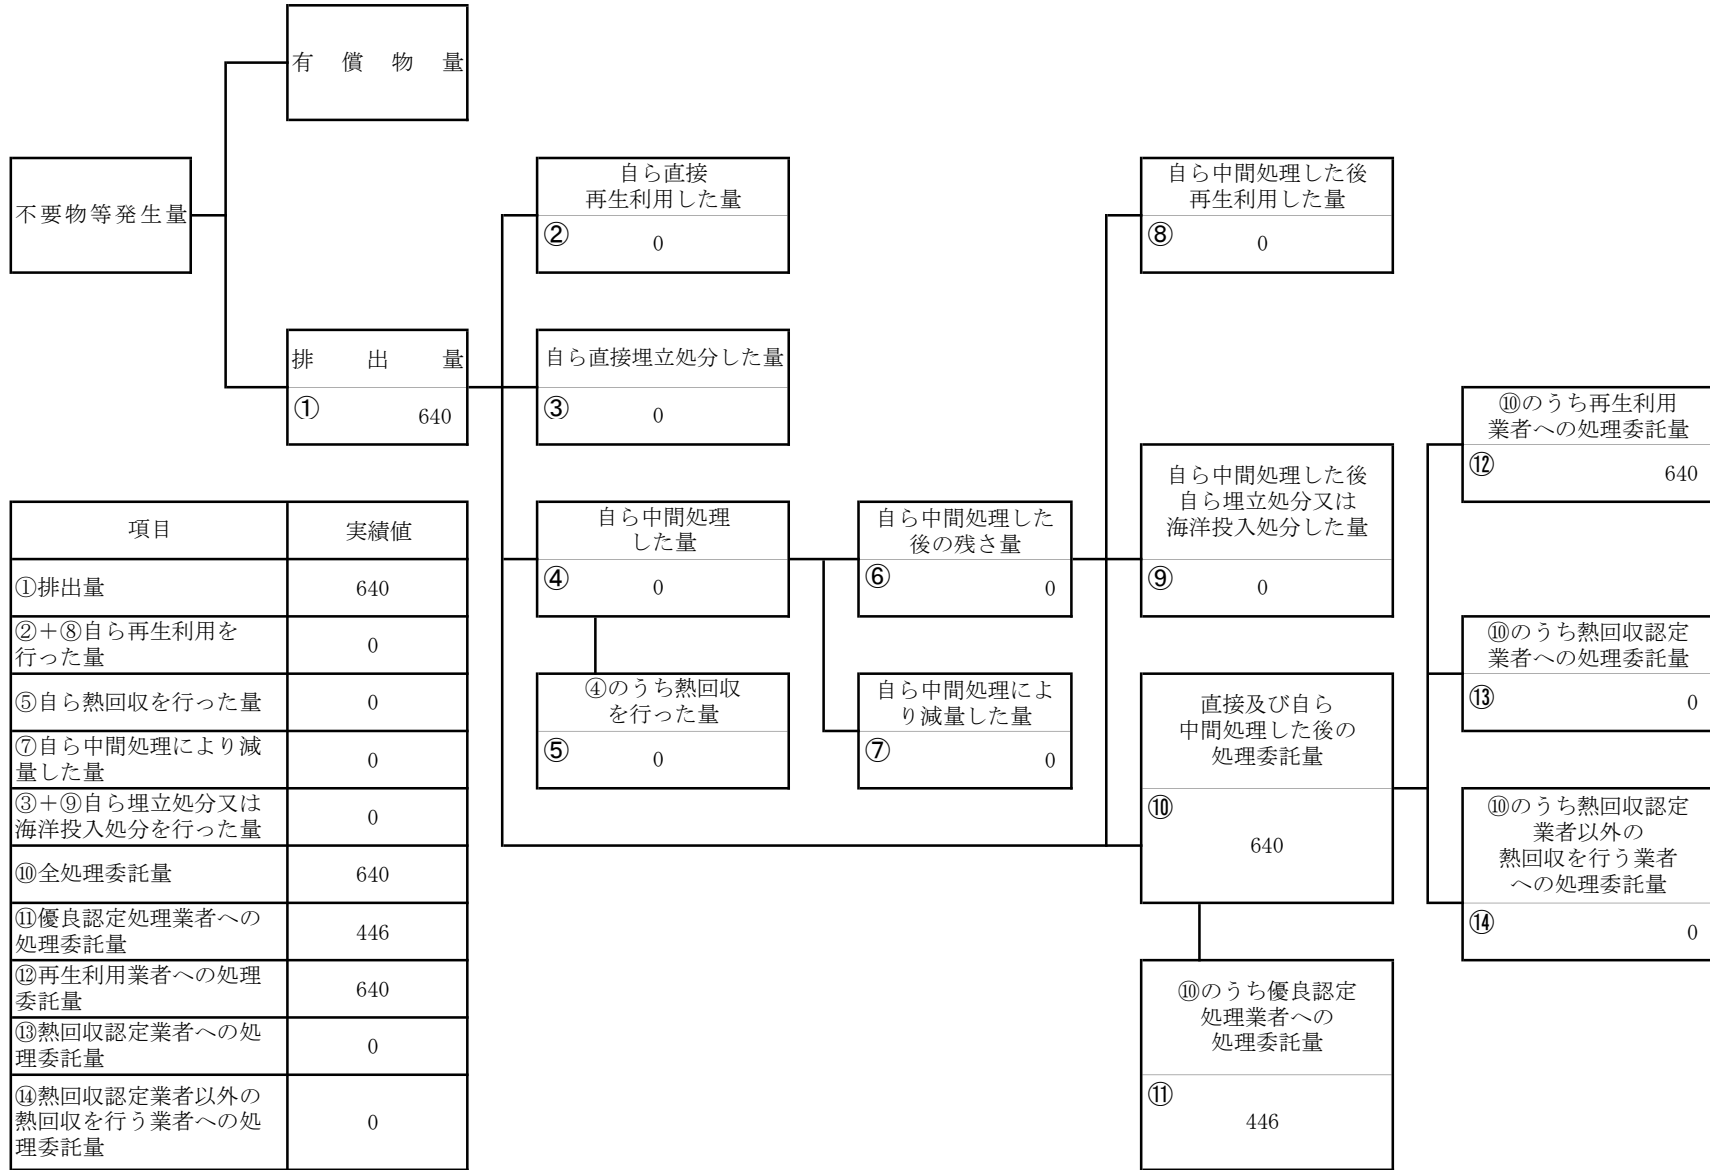 有償物量
不要物等発生量
排出量
①
640
自ら直接
再生利用した量
②
0
自ら直接埋立処分した量
③
0
自ら中間処理
した量
④
0
④のうち熱回収
を行った量
⑤
0
自ら中間処理した
後の残さ量
⑥
0
自ら中間処理によ
り減量した量
⑦
0
自ら中間処理した後
再生利用した量
⑧
0
自ら中間処理した後
自ら埋立処分又は
海洋投入処分した量
⑨
0
直接及び自ら
中間処理した後の
処理委託量
⑩
640
⑩のうち優良認定
処理業者への
処理委託量
⑪
446
⑩のうち再生利用
業者への処理委託量
⑫
640
⑩のうち熱回収認定
業者への処理委託量
⑬
0
⑩のうち熱回収認定
業者以外の
熱回収を行う業者
への処理委託量
⑭
0
項目 実績値
①排出量 640
②+⑧自ら再生利用を
行った量 0
⑤自ら熱回収を行った量 0
⑦自ら中間処理により減
量した量 0
③+⑨自ら埋立処分又は
海洋投入処分を行った量 0
⑩全処理委託量 640
⑪優良認定処理業者への
処理委託量 446
⑫再生利用業者への処理
委託量 640
⑬熱回収認定業者への処
理委託量 0
⑭熱回収認定業者以外の
熱回収を行う業者への処
理委託量 0